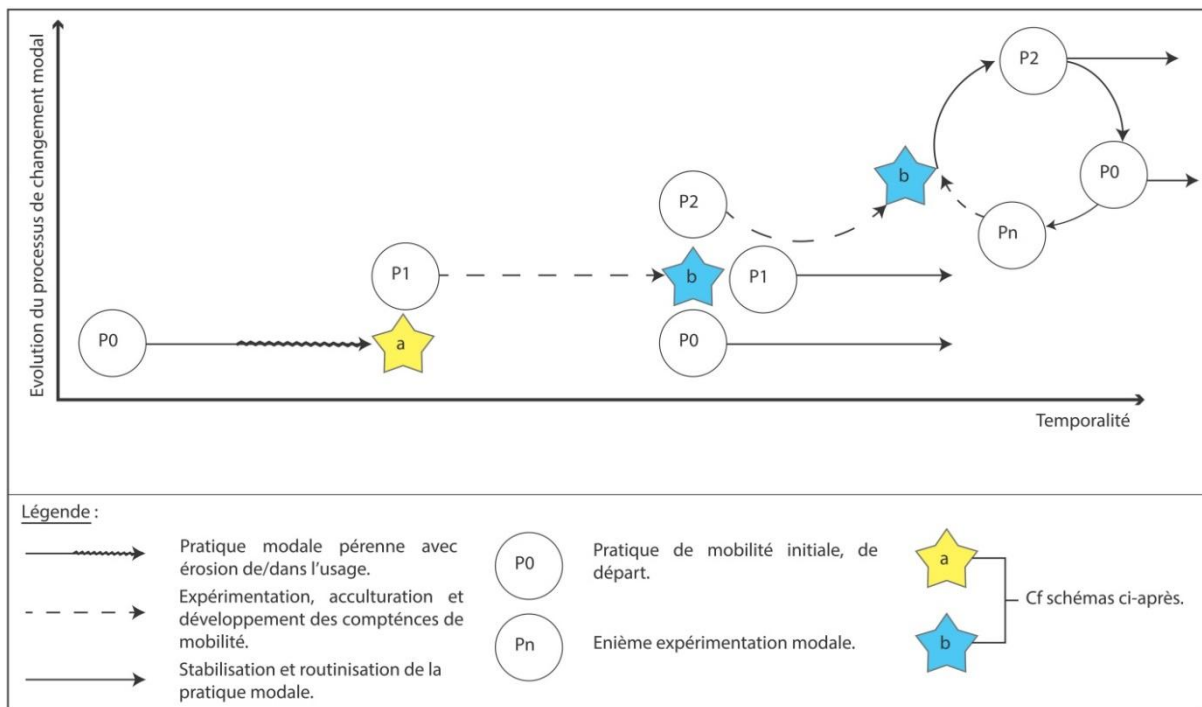 Evolution du processus de changement modal
P2
P0
b
Pn
P2
b
P1
P1
P0
a
P0
Temporalité
Légende :
Pratique modale pérenne avec
érosion de/dans l'usage.
Expérimentation, acculturation et
développement des compténces de
mobilité.
Stabilisation et routinisation de la
pratique modale.
P0
Pratique de mobilité initiale, de
départ.
Pn
Enième expérimentation modale.
a
b
Cf schémas ci-après.